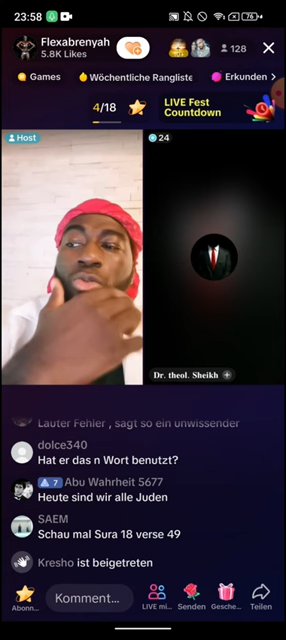 23:58
76
Flexabrenyah
5.8K Likes
128
Games
Wöchentliche Rangliste
Erkunden
4/18
LIVE Fest
Countdown
Host
24
Dr. theol. Sheikh +
Lauter Fehler , sagt so ein unwissender
dolce340
Hat er das n Wort benutzt?
7 Abu Wahrheit 5677
Heute sind wir alle Juden
SAEM
Schau mal Sura 18 verse 49
Kresho ist beigetreten
Abonn...
Komment...
LIVE mi...
Senden
Gesche...
Teilen